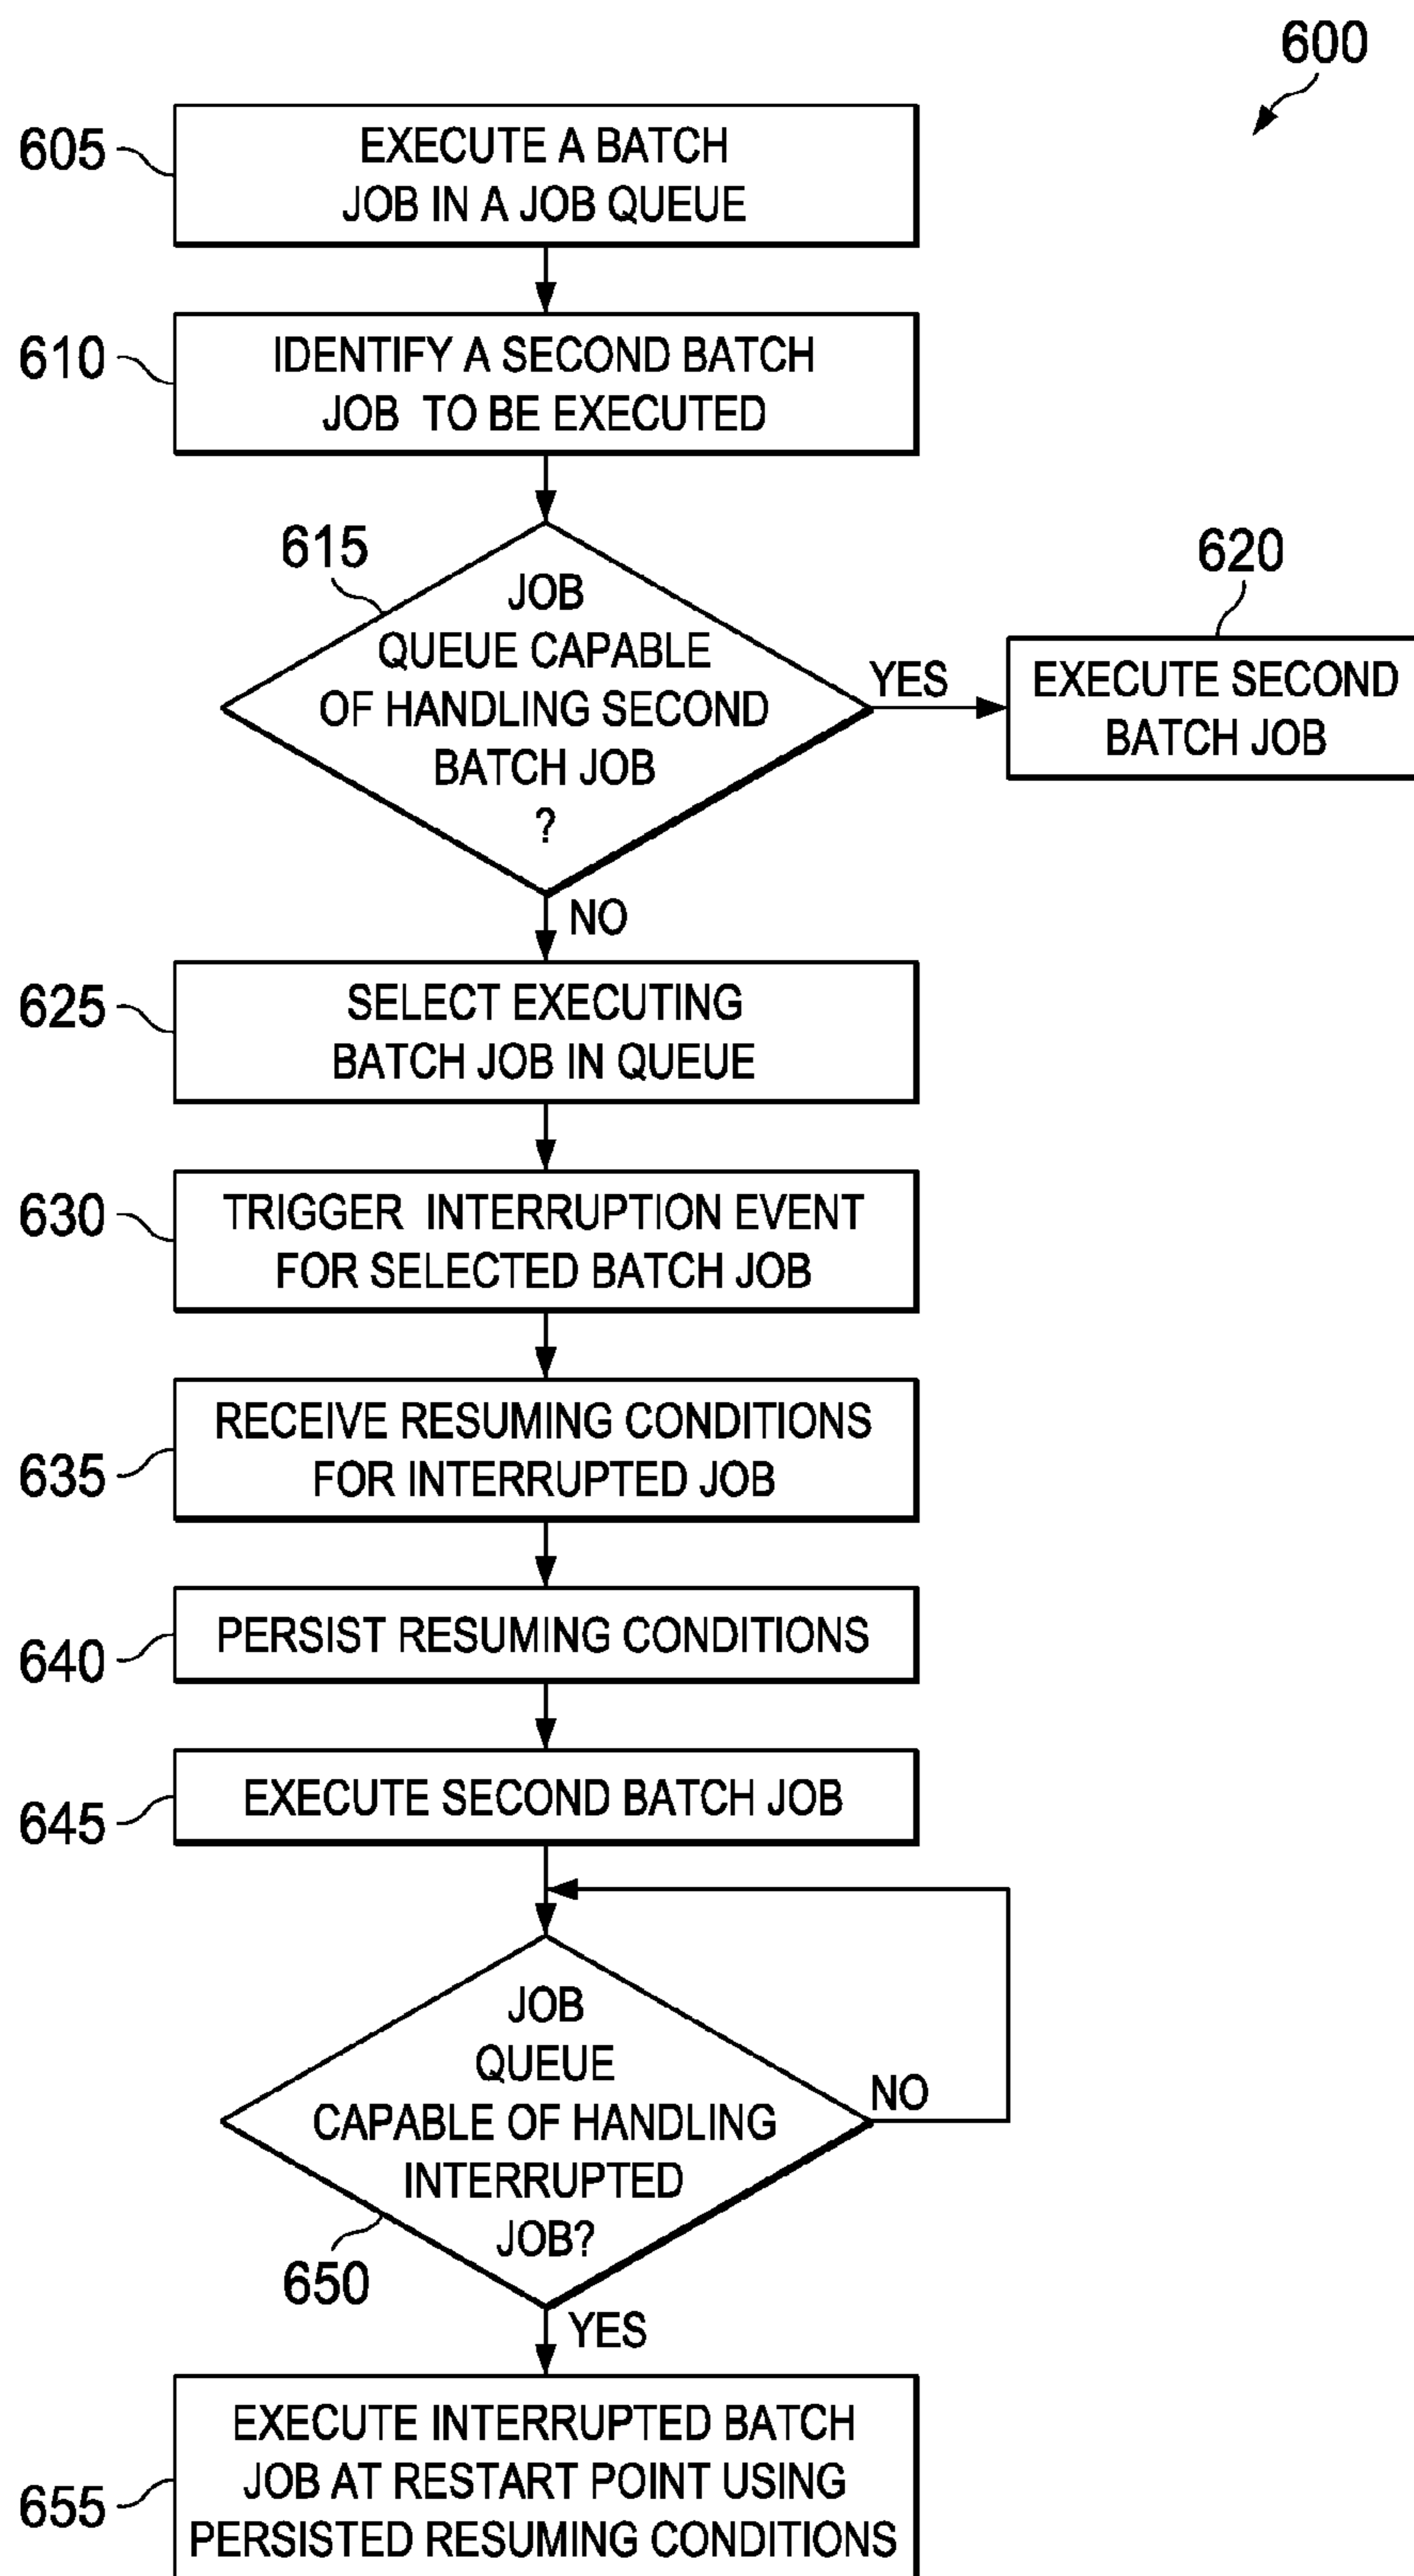 600
605
EXECUTE A BATCH
JOB IN A JOB QUEUE
610
IDENTIFY A SECOND BATCH
JOB TO BE EXECUTED
615
JOB
QUEUE CAPABLE
OF HANDLING SECOND
BATCH JOB
?
YES
620
EXECUTE SECOND
BATCH JOB
NO
625
SELECT EXECUTING
BATCH JOB IN QUEUE
630
TRIGGER INTERRUPTION EVENT
FOR SELECTED BATCH JOB
635
RECEIVE RESUMING CONDITIONS
FOR INTERRUPTED JOB
640
PERSIST RESUMING CONDITIONS
645
EXECUTE SECOND BATCH JOB
JOB
QUEUE
CAPABLE OF HANDLING
INTERRUPTED
JOB?
NO
650
YES
655
EXECUTE INTERRUPTED BATCH
JOB AT RESTART POINT USING
PERSISTED RESUMING CONDITIONS